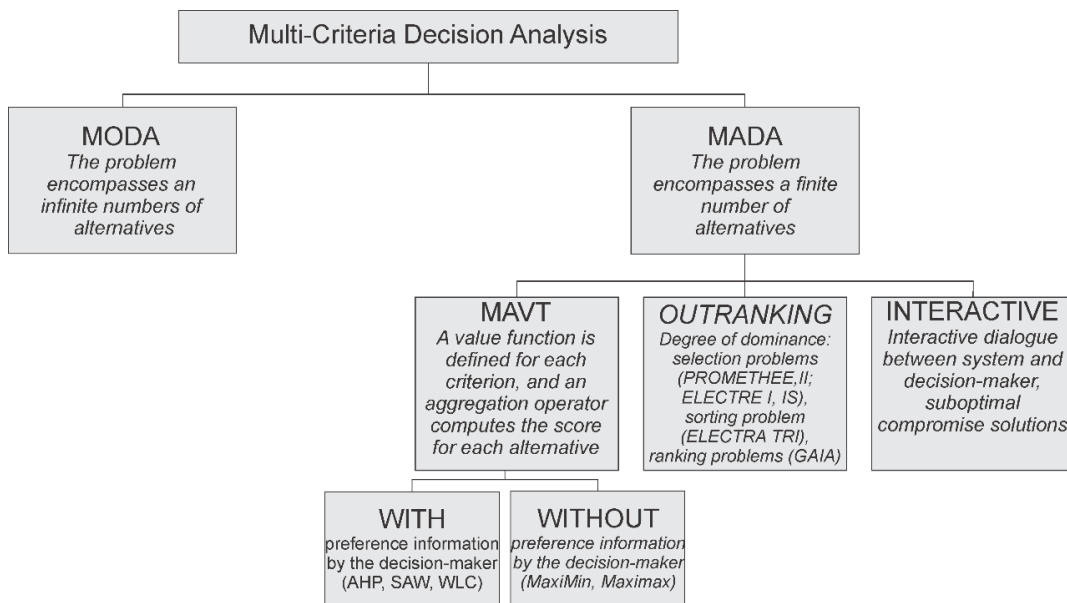 Multi-Criteria Decision Analysis
MODA
The problem
encompasses an
infinite numbers of
alternatives
MADA
The problem
encompasses a finite
number of
alternatives
MAVT
A value function is
defined for each
criterion, and an
aggregation operator
computes the score
for each alternative
OUTRANKING
Degree of dominance:
selection problems
(PROMETHEE,II;
ELECTRE I, IS),
sorting problem
(ELECTRA TRI),
ranking problems (GAIA)
INTERACTIVE
Interactive dialogue
between system and
decision-maker,
suboptimal
compromise solutions
WITH
preference information
by the decision-maker
(AHP, SAW, WLC)
WITHOUT
preference information
by the decision-maker
(MaxiMin, Maximax)